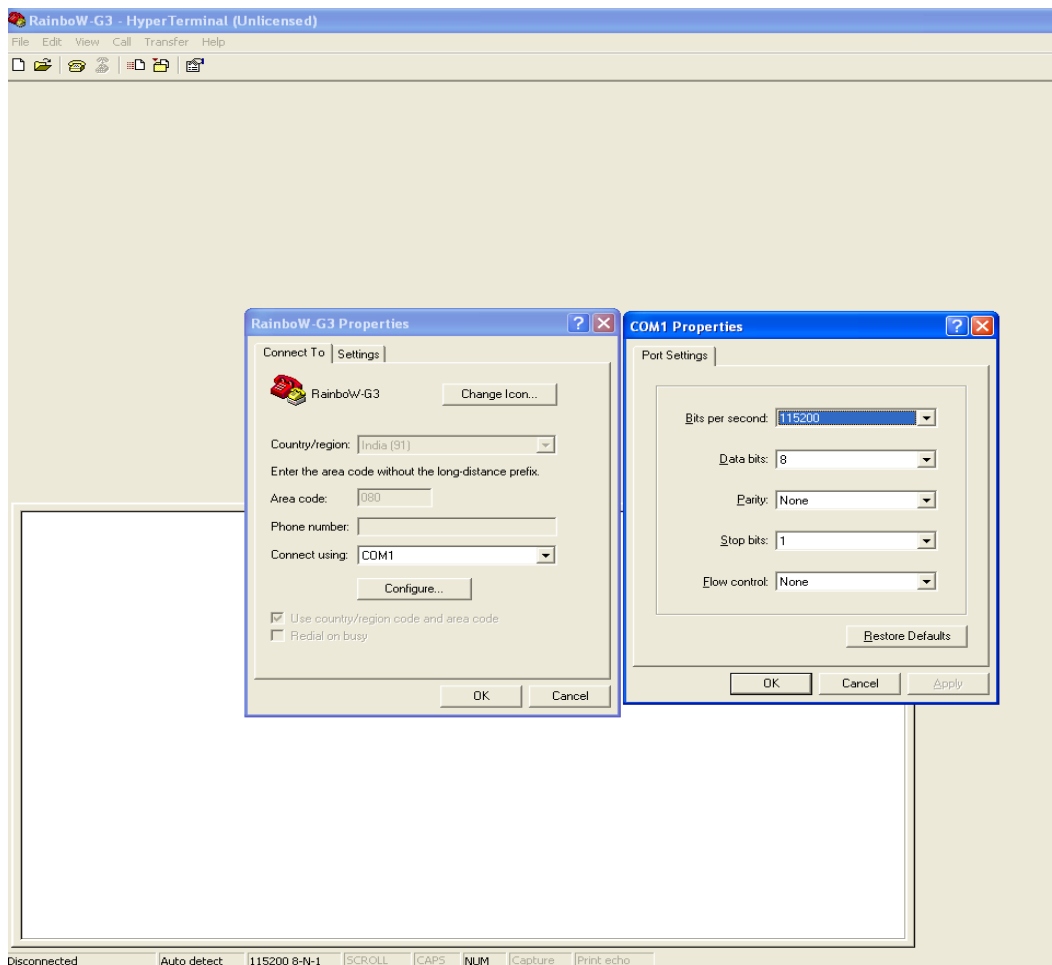 RainboW-G3 - HyperTerminal (Unlicensed)
File Edit View Call Transfer Help
RainboW-G3 Properties
Connect To Settings
RainboW-G3 Change Icon...
Country/region: India (91)
Enter the area code without the long-distance prefix.
Area code: 080
Phone number:
Connect using: COM1
Configure...
Use country/region code and area code
Redial on busy
OK Cancel
COM1 Properties
Port Settings
Bits per second: 115200
Data bits: 8
Parity: None
Stop bits: 1
Flow control: None
Restore Defaults
OK Cancel Apply
Disconnected Auto detect 115200 8-N-1 SCROLL CAPS NUM Capture Print echo